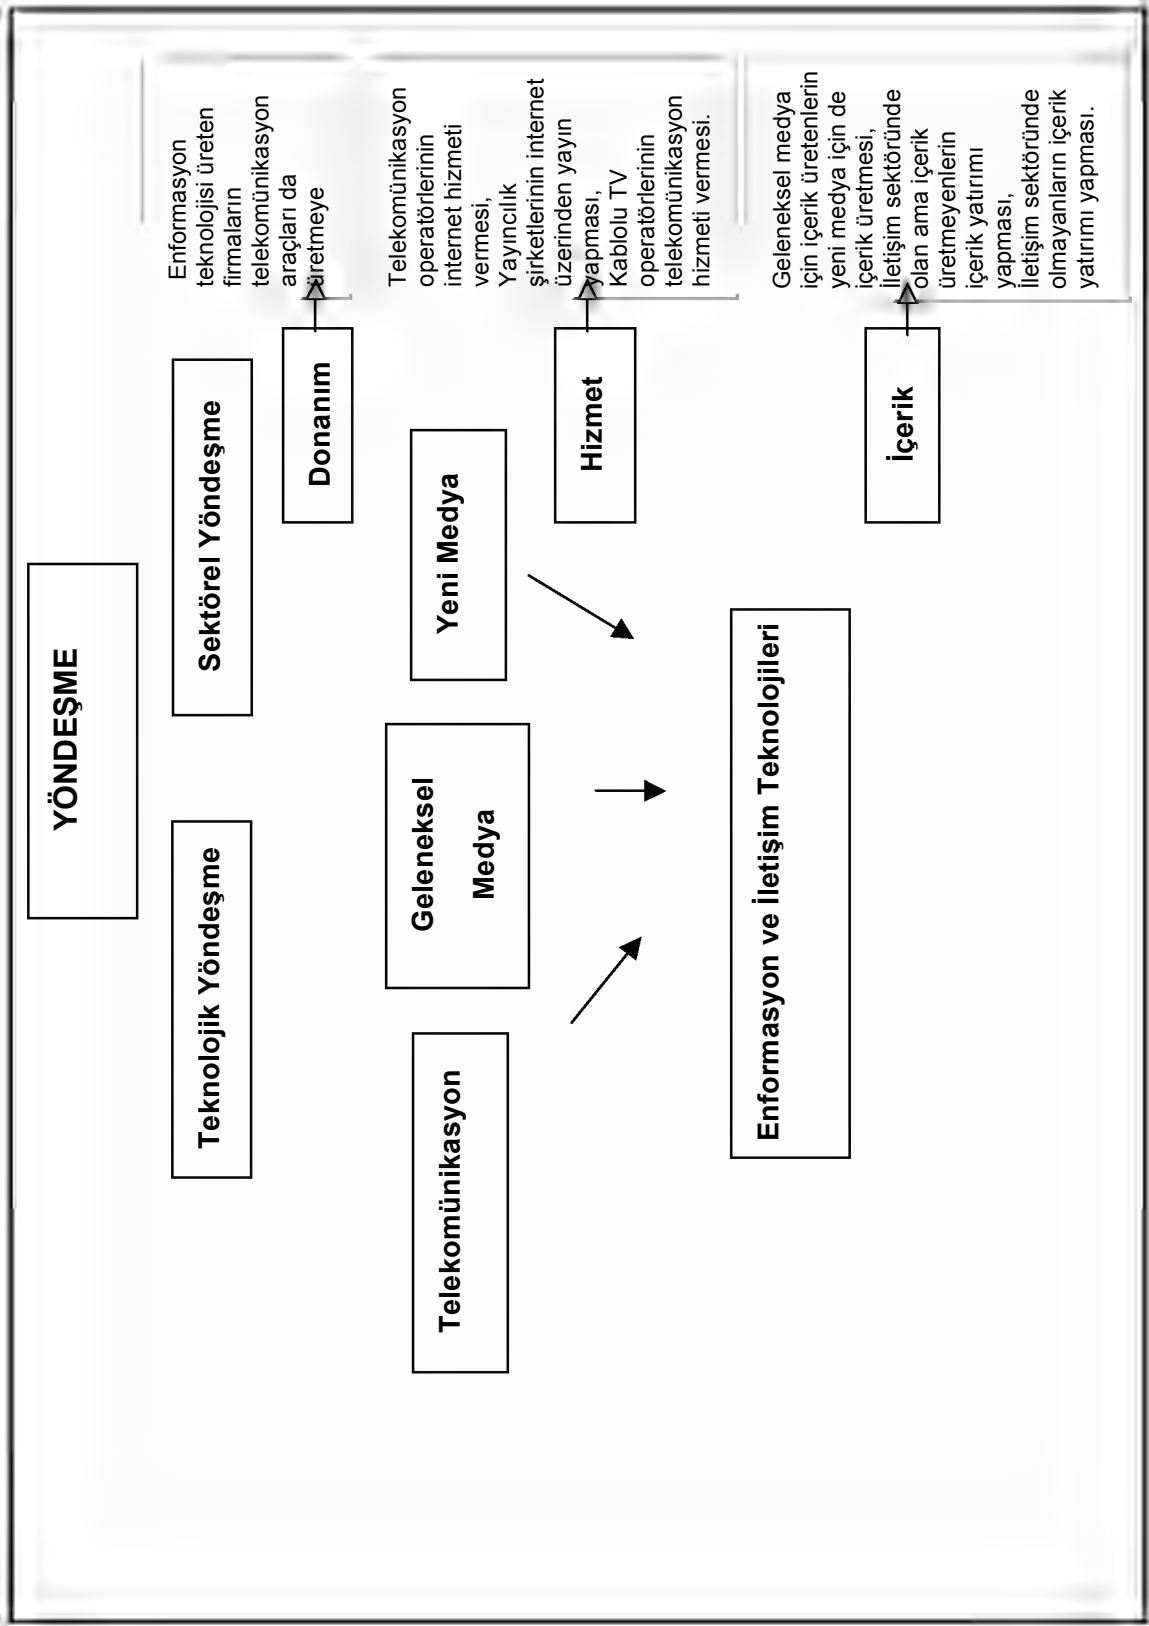 YÖNDEŞME
Teknolojik Yöndeşme
Sektörel Yöndeşme
Telekomünikasyon
Geleneksel
Medya
Yeni Medya
Enformasyon ve İletişim Teknolojileri
Donanım
Enformasyon
teknolojisi üreten
firmaların
telekomünikasyon
araçları da
üretmeye
Hizmet
Telekomünikasyon
operatörlerinin
internet hizmeti
vermesi,
Yayıncılık
şirketlerinin internet
üzerinden yayın
yapması,
Kablolu TV
operatörlerinin
telekomünikasyon
hizmeti vermesi.
İçerik
Geleneksel medya
için içerik üretenlerin
yeni medya için de
içerik üretmesi,
İletişim sektöründe
olan ama içerik
üretmeyenlerin
içerik yatırımı
yapması,
İletişim sektöründe
olmayanların içerik
yatırımı yapması.